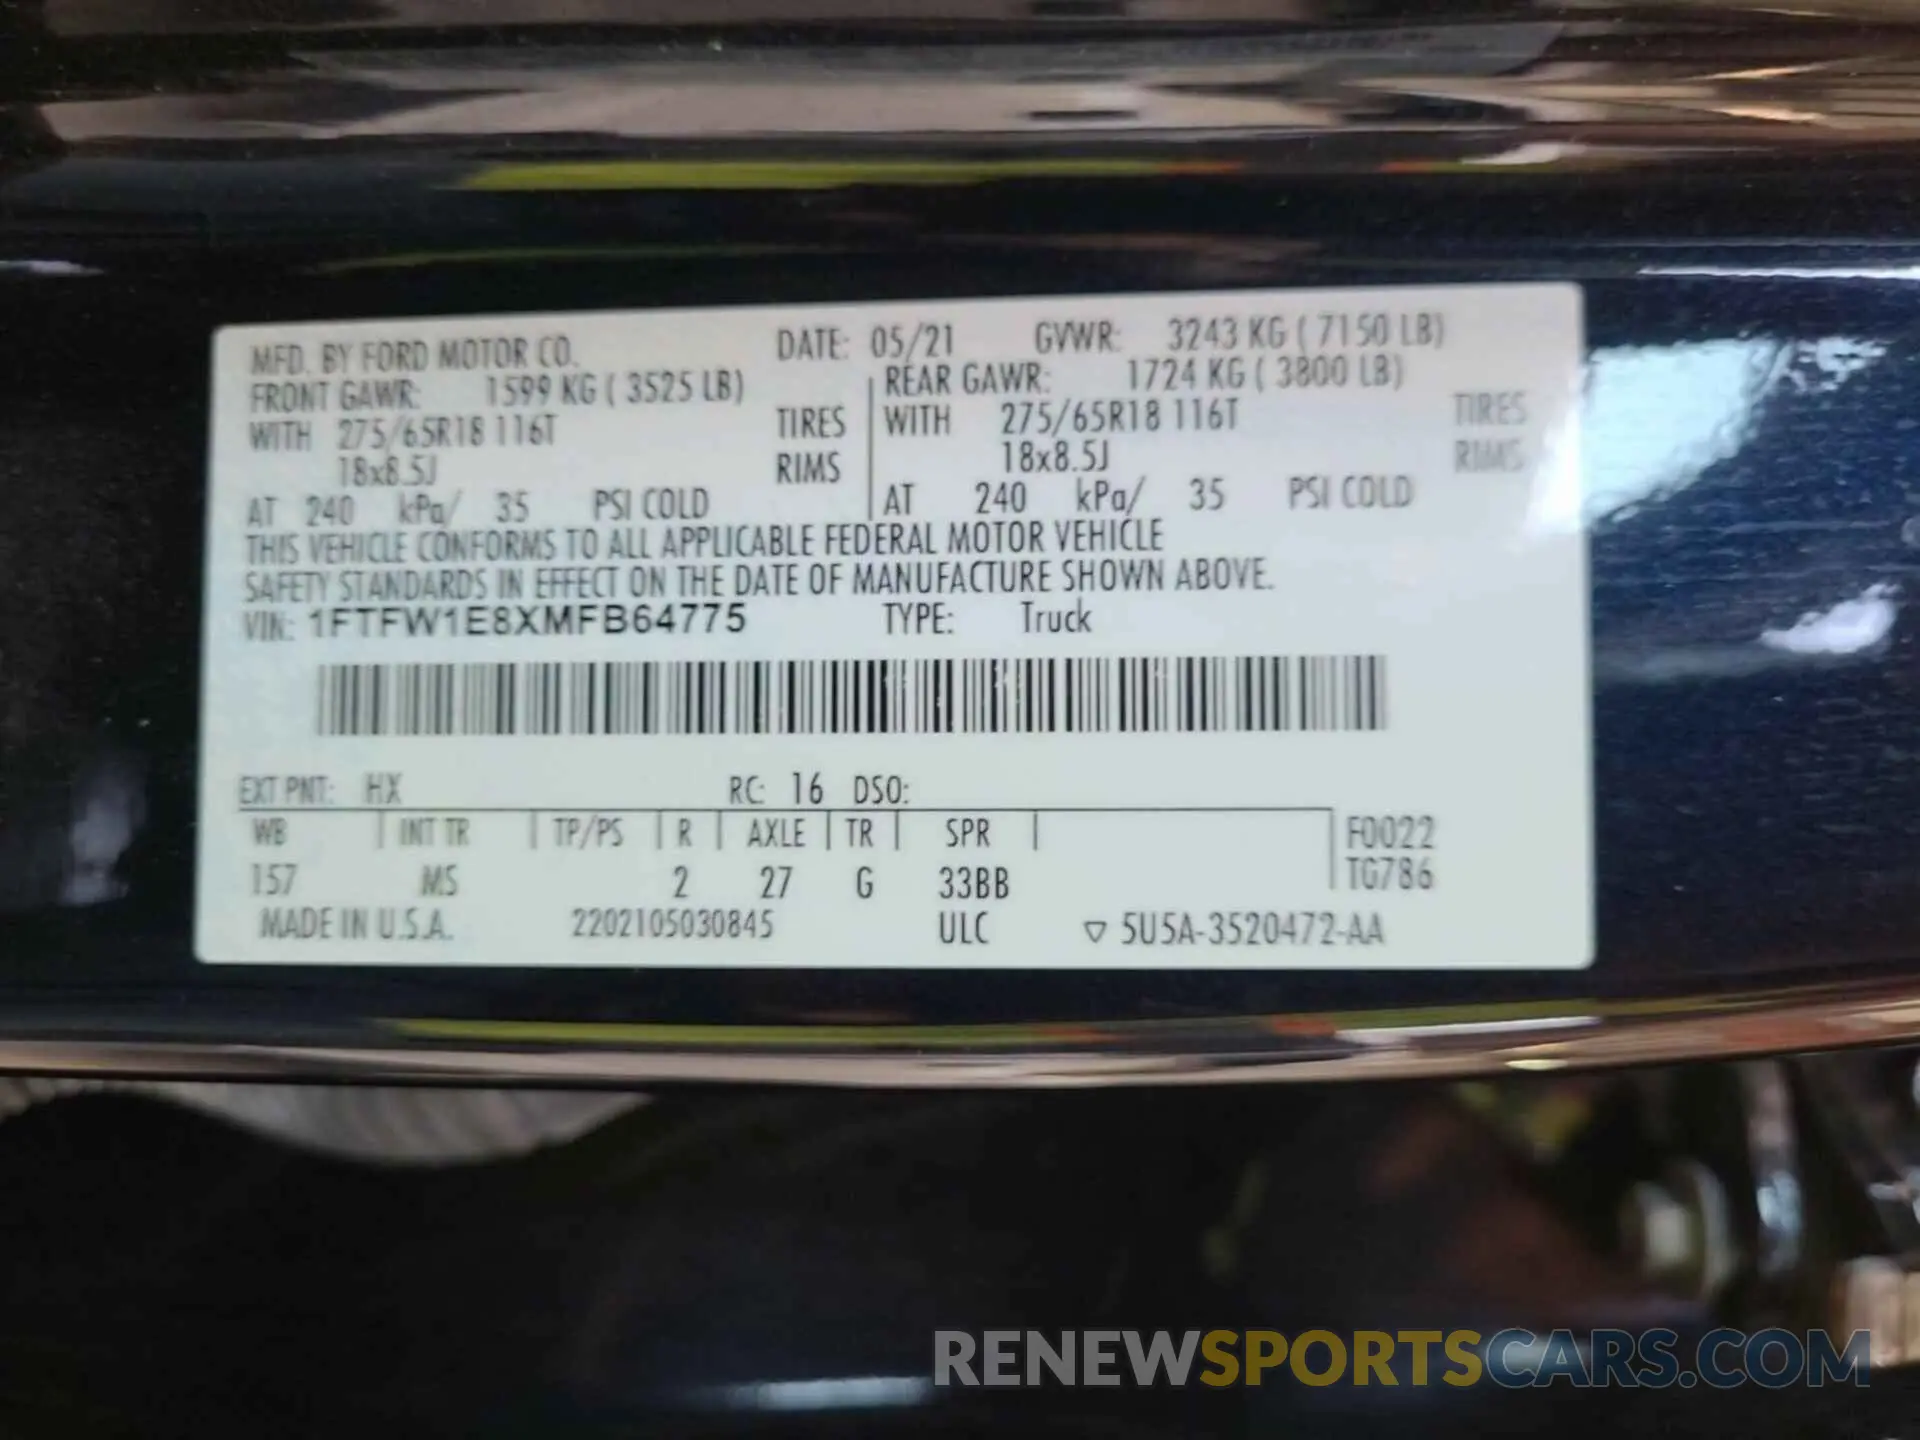 MFD. BY FORD MOTOR CO. DATE: 05/21 GVWR: 3243 KG ( 7150 LB)
FRONT GAWR: 1599 KG ( 3525 LB) REAR GAWR: 1724 KG ( 3800 LB)
WITH 275/65R18 116T TIRES WITH 275/65R18 116T TIRES
18x8.5J RIMS 18x8.5J RIMS
AT 240 kPa/ 35 PSI COLD AT 240 kPa/ 35 PSI COLD
THIS VEHICLE CONFORMS TO ALL APPLICABLE FEDERAL MOTOR VEHICLE
SAFETY STANDARDS IN EFFECT ON THE DATE OF MANUFACTURE SHOWN ABOVE.
VIN: 1FTFW1E8XMFB64775 TYPE: Truck
EXT PNT: HX RC: 16 DSO:
WB INT TR TP/PS R AXLE TR SPR F0022
157 MS 2 27 G 33BB TG786
MADE IN U.S.A. 2202105030845 ULC ▽ 5U5A-3520472-AA
RENEWSPORTSCARS.COM